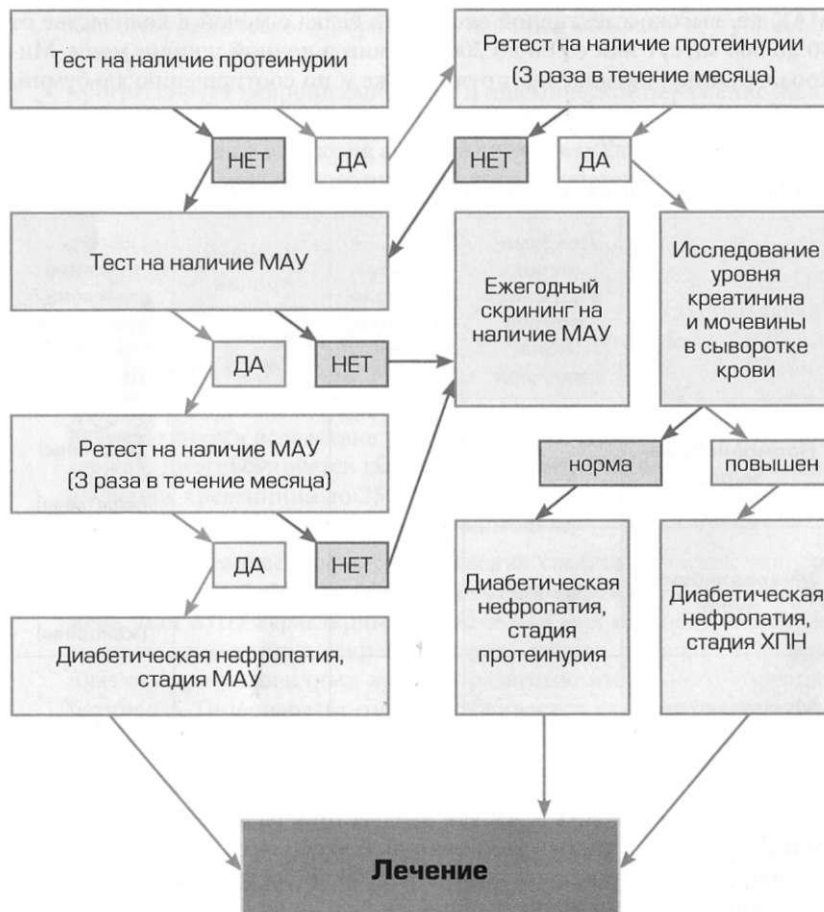 Тест на наличие протеинурии
Ретест на наличие протеинурии
(3 раза в течение месяца)
НЕТ
ДА
НЕТ
ДА
Тест на наличие МАУ
Ежегодный
скрининг на
наличие МАУ
Исследование
уровня
креатинина
и мочевины
в сыворотке
крови
ДА
НЕТ
Ретест на наличие МАУ
(3 раза в течение месяца)
норма
повышен
ДА
НЕТ
Диабетическая нефропатия,
стадия МАУ
Диабетическая
нефропатия,
стадия
протеинурия
Диабетическая
нефропатия,
стадия ХПН
Лечение